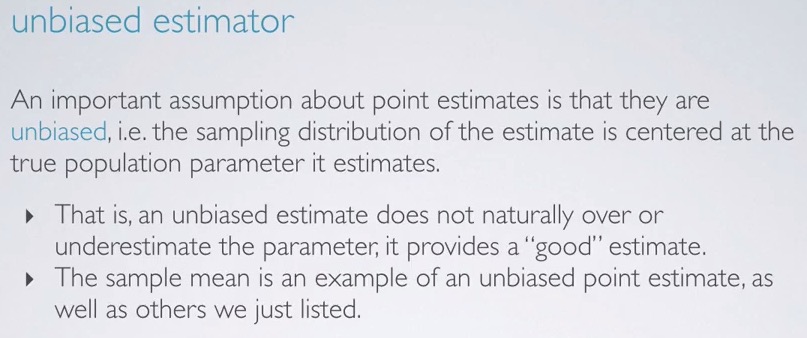 unbiased estimator
An important assumption about point estimates is that they are
unbiased, i.e. the sampling distribution of the estimate is centered at the
true population parameter it estimates.
‣ That is, an unbiased estimate does not naturally over or
underestimate the parameter, it provides a “good” estimate.
‣ The sample mean is an example of an unbiased point estimate, as
well as others we just listed.